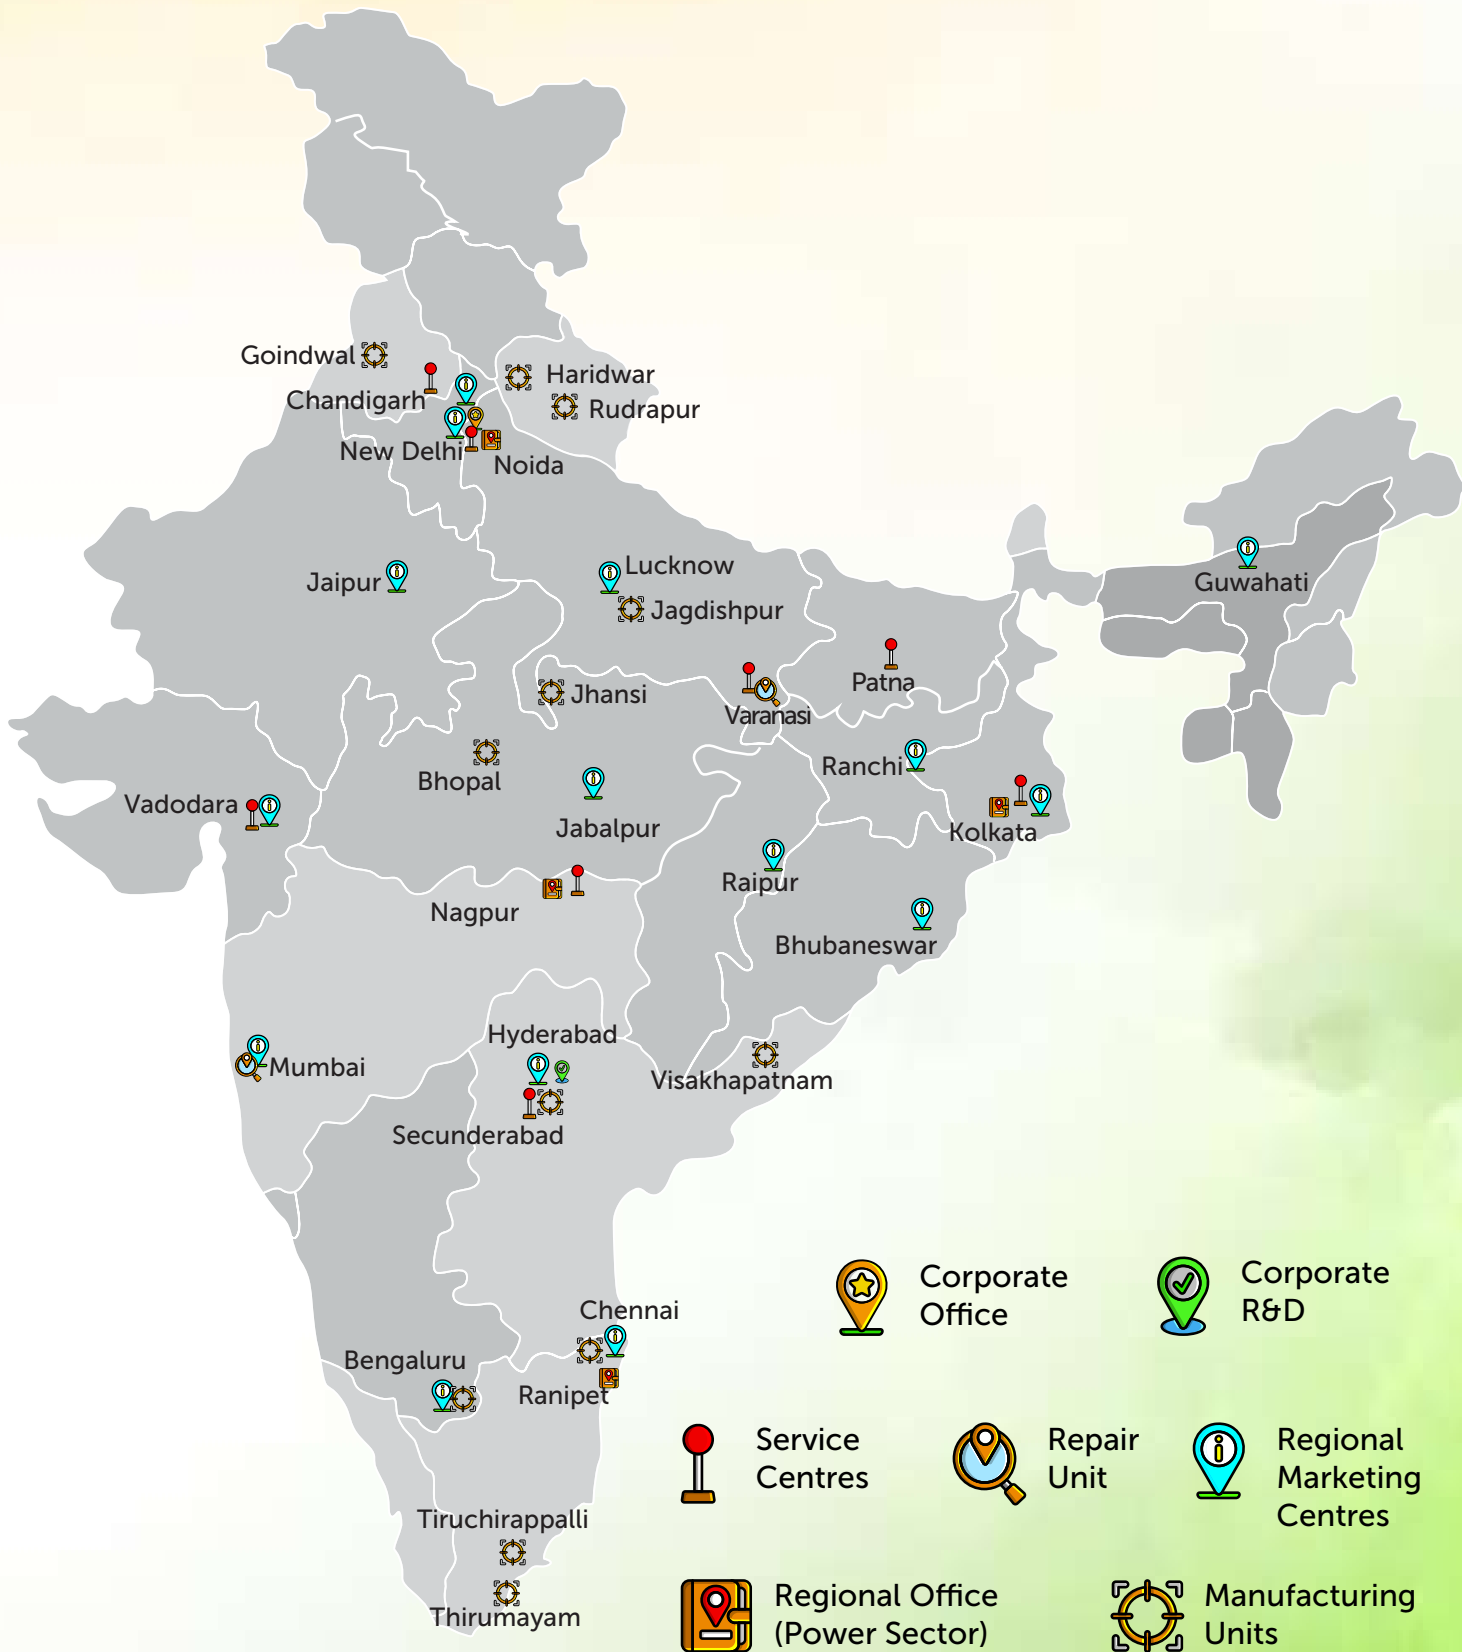 Goindwal
Chandigarh
Haridwar
Rudrapur
New Delhi
Noida
Jaipur
Lucknow
Jagdishpur
Guwahati
Jhansi
Varanasi
Patna
Bhopal
Ranchi
Vadodara
Jabalpur
Kolkata
Raipur
Nagpur
Bhubaneswar
Hyderabad
Mumbai
Visakhapatnam
Secunderabad
Chennai
Bengaluru
Ranipet
Tiruchirappalli
Thirumayam
Corporate
Office
Corporate
R&D
Service
Centres
Repair
Unit
Regional
Marketing
Centres
Regional Office
(Power Sector)
Manufacturing
Units